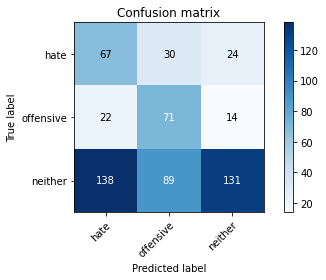 Confusion matrix
hate 67 30 24
offensive 22 71 14
neither 138 89 131
hate offensive neither
Predicted label
True label
120
100
80
60
40
20